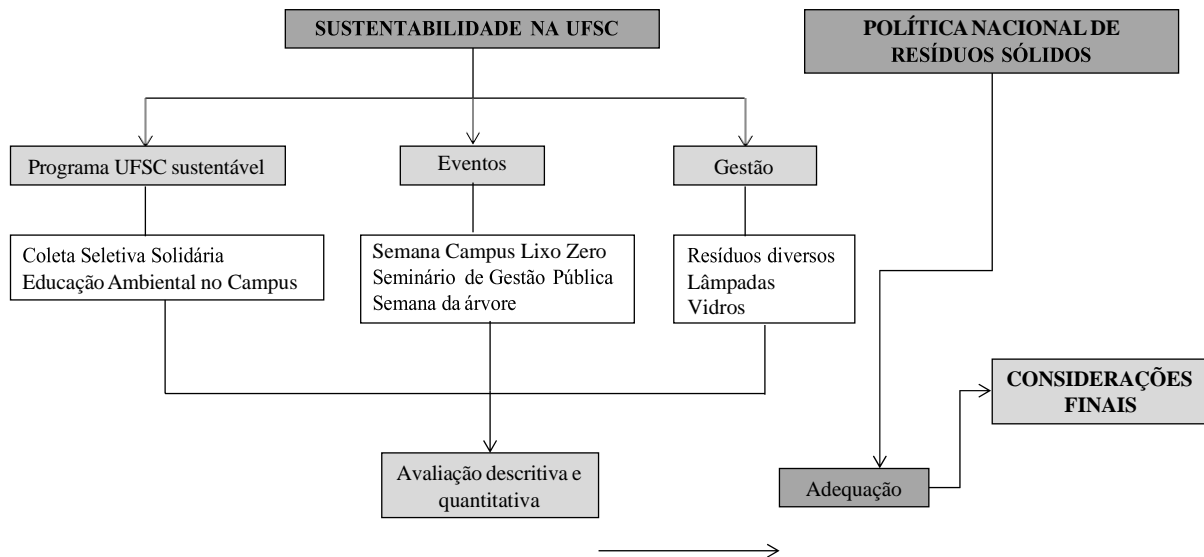 SUSTENTABILIDADE NA UFSC
POLÍTICA NACIONAL DE
RESÍDUOS SÓLIDOS
Programa UFSC sustentável
Eventos
Gestão
Coleta Seletiva Solidária
Educação Ambiental no Campus
Semana Campus Lixo Zero
Seminário de Gestão Pública
Semana da árvore
Resíduos diversos
Lâmpadas
Vidros
CONSIDERAÇÕES
FINAIS
Avaliação descritiva e
quantitativa
Adequação